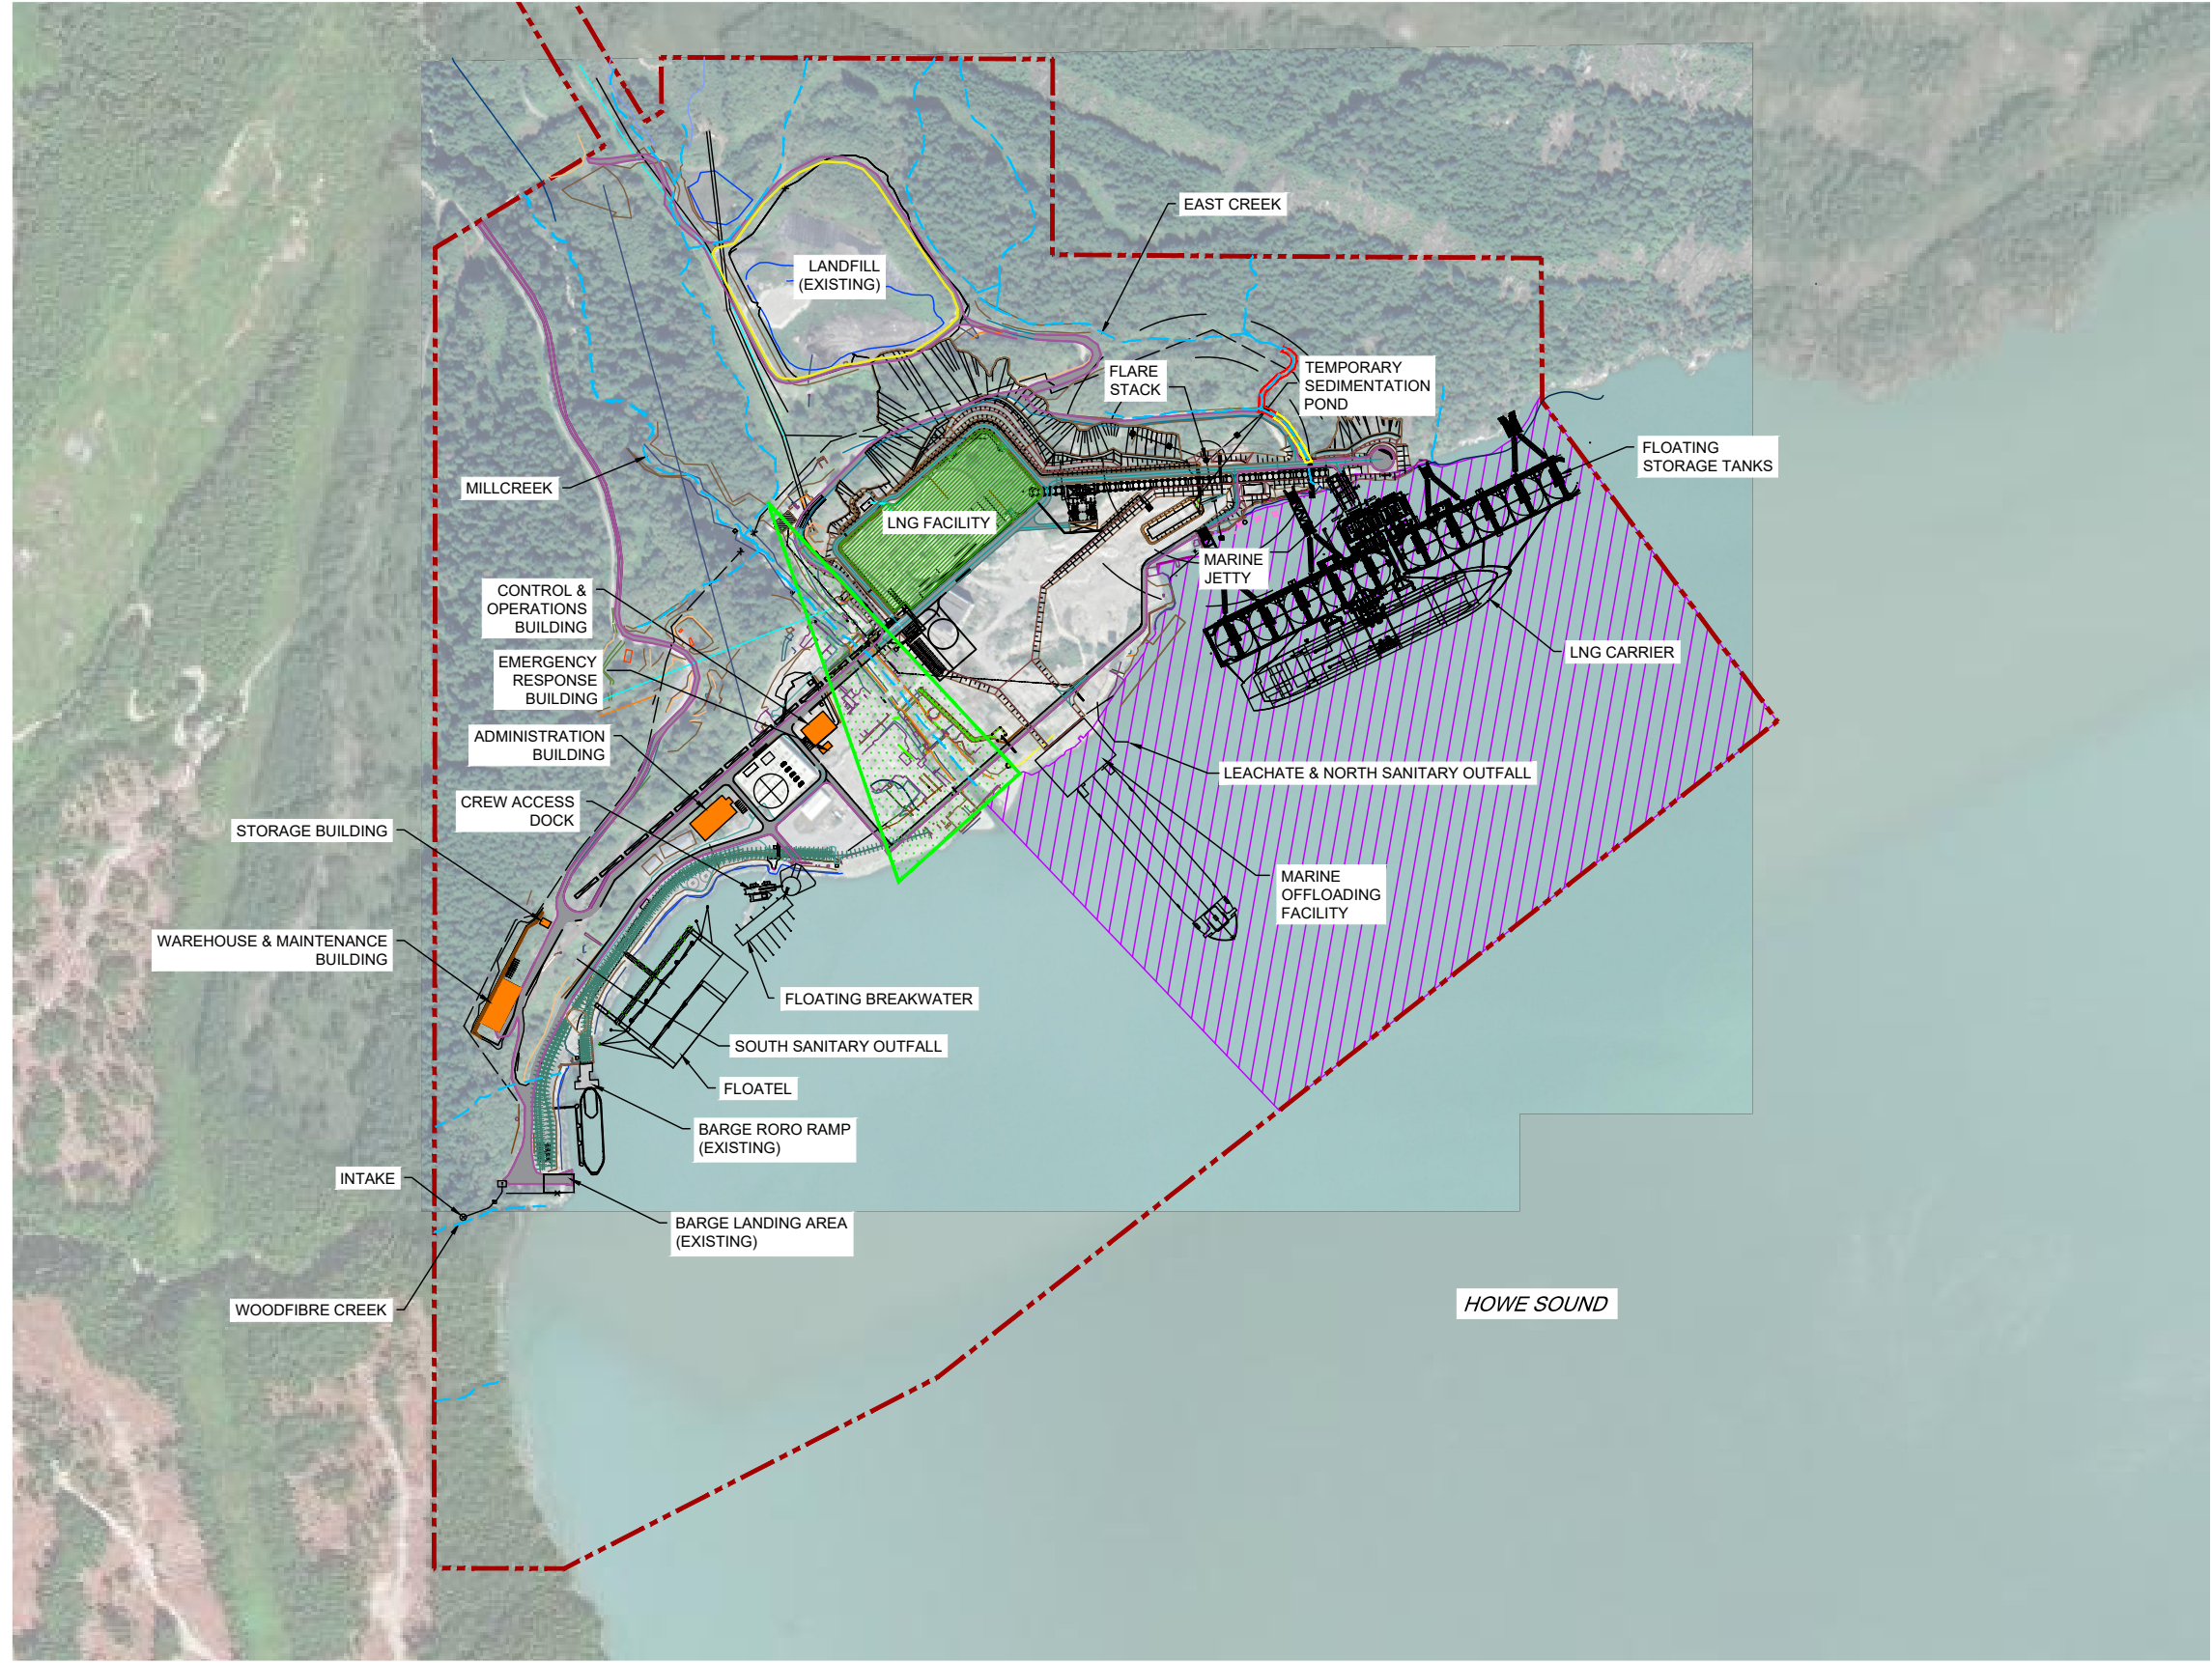 EAST CREEK
LANDFILL
(EXISTING)
FLARE
STACK
TEMPORARY
SEDIMENTATION
POND
FLOATING
STORAGE TANKS
MILLCREEK
LNG FACILITY
MARINE
JETTY
CONTROL &
OPERATIONS
BUILDING
LNG CARRIER
EMERGENCY
RESPONSE
BUILDING
ADMINISTRATION
BUILDING
LEACHATE & NORTH SANITARY OUTFALL
CREW ACCESS
DOCK
STORAGE BUILDING
MARINE
OFFLOADING
FACILITY
WAREHOUSE & MAINTENANCE
BUILDING
FLOATING BREAKWATER
SOUTH SANITARY OUTFALL
FLOATEL
BARGE RORO RAMP
(EXISTING)
INTAKE
BARGE LANDING AREA
(EXISTING)
WOODFIBRE CREEK
HOWE SOUND